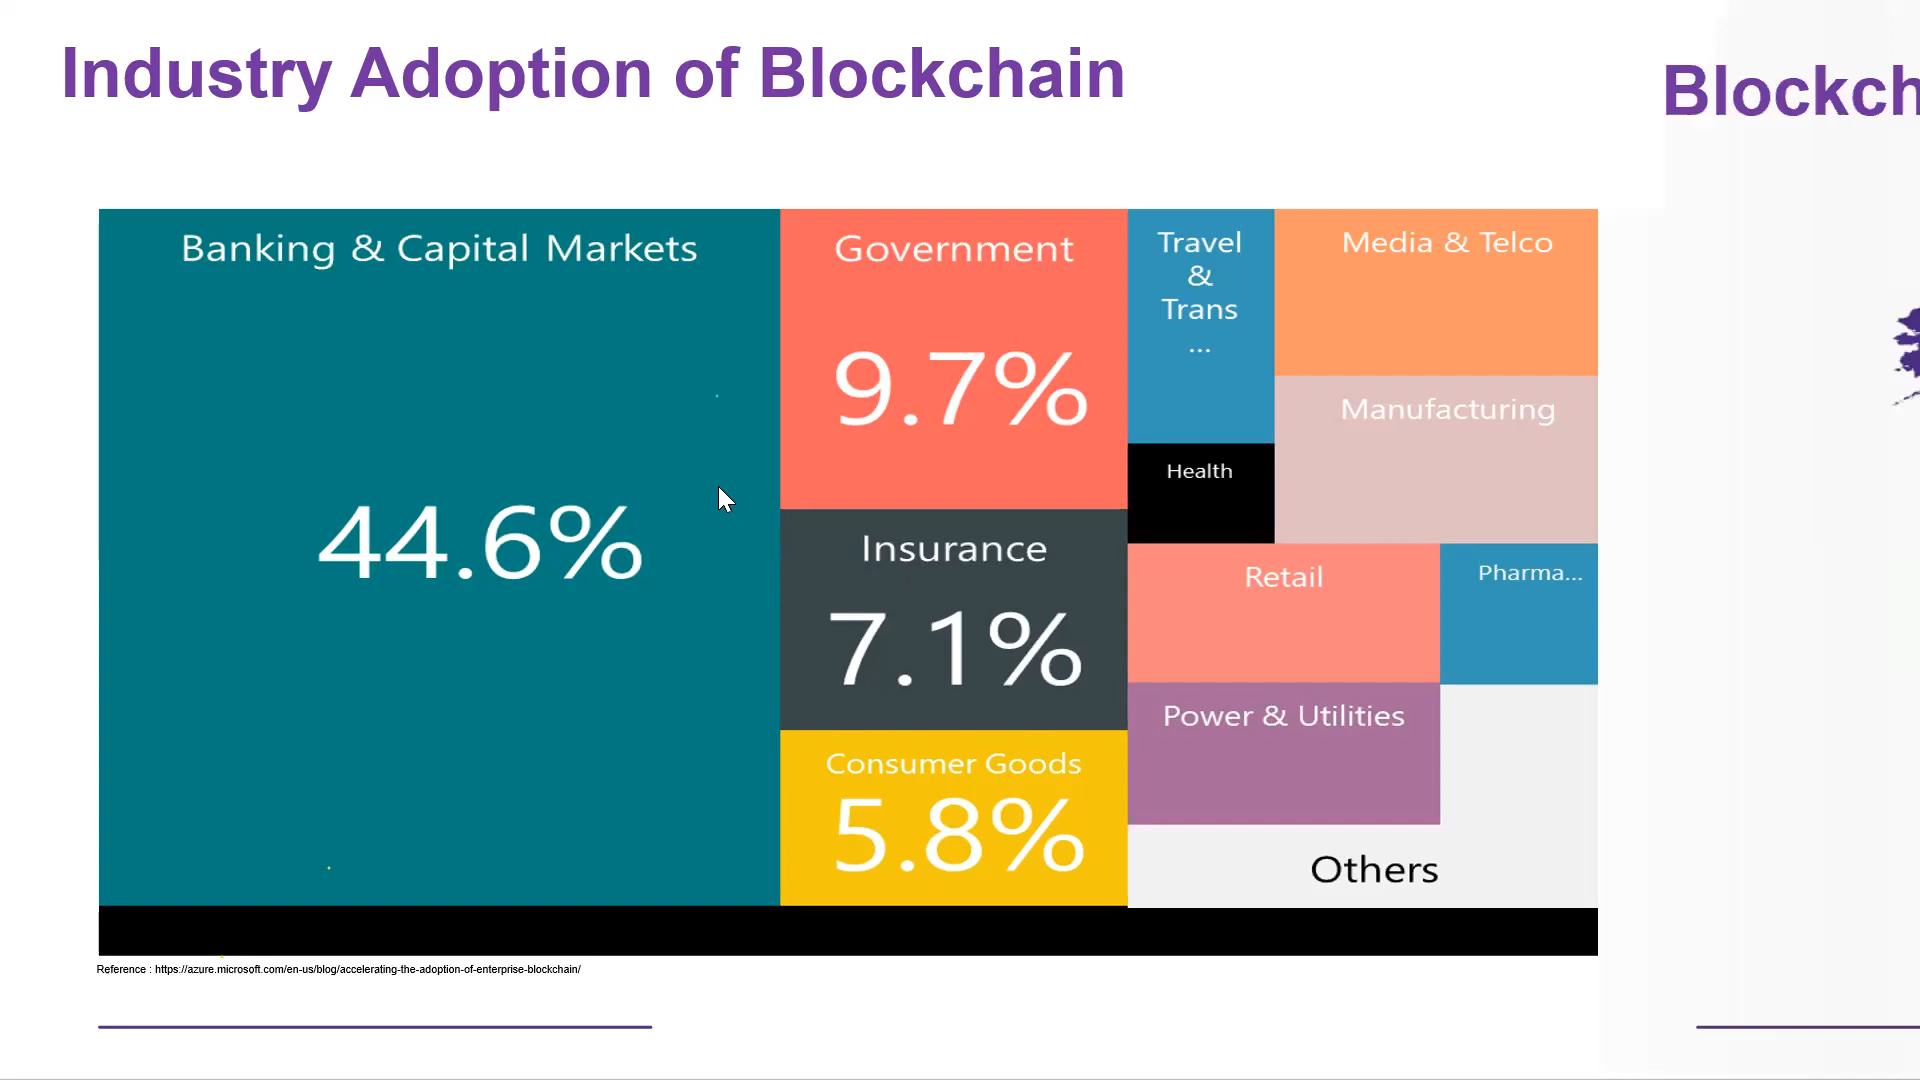 Industry Adoption of Blockchain
Blockch
Banking & Capital Markets
44.6%
Government
9.7%
Insurance
7.1%
Consumer Goods
5.8%
Travel
&
Trans
...
Media & Telco
Manufacturing
Health
Retail
Pharma...
Power & Utilities
Others
Reference : https://azure.microsoft.com/en-us/blog/accelerating-the-adoption-of-enterprise-blockchain/